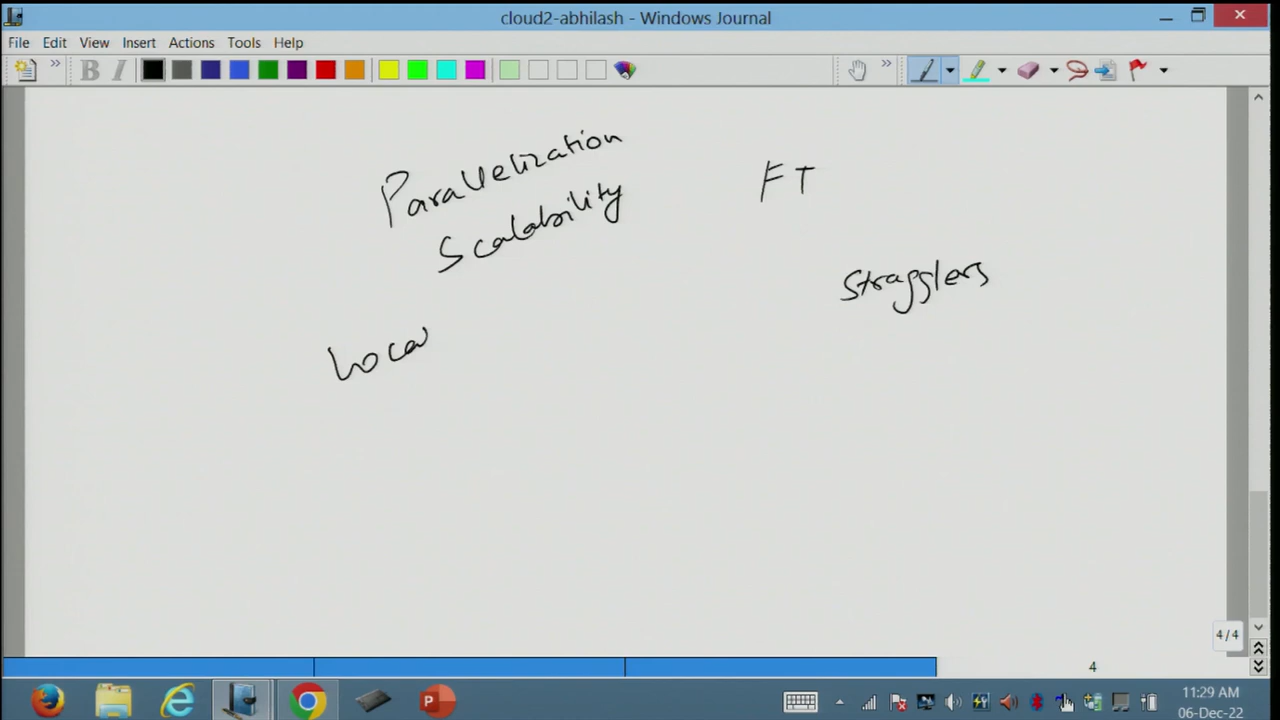 cloud2-abhilash - Windows Journal
File Edit View Insert Actions Tools Help
B I
Parallelization
FT
Scalability
Stragglers
Loca
4/4
4
11:29 AM
06-Dec-22